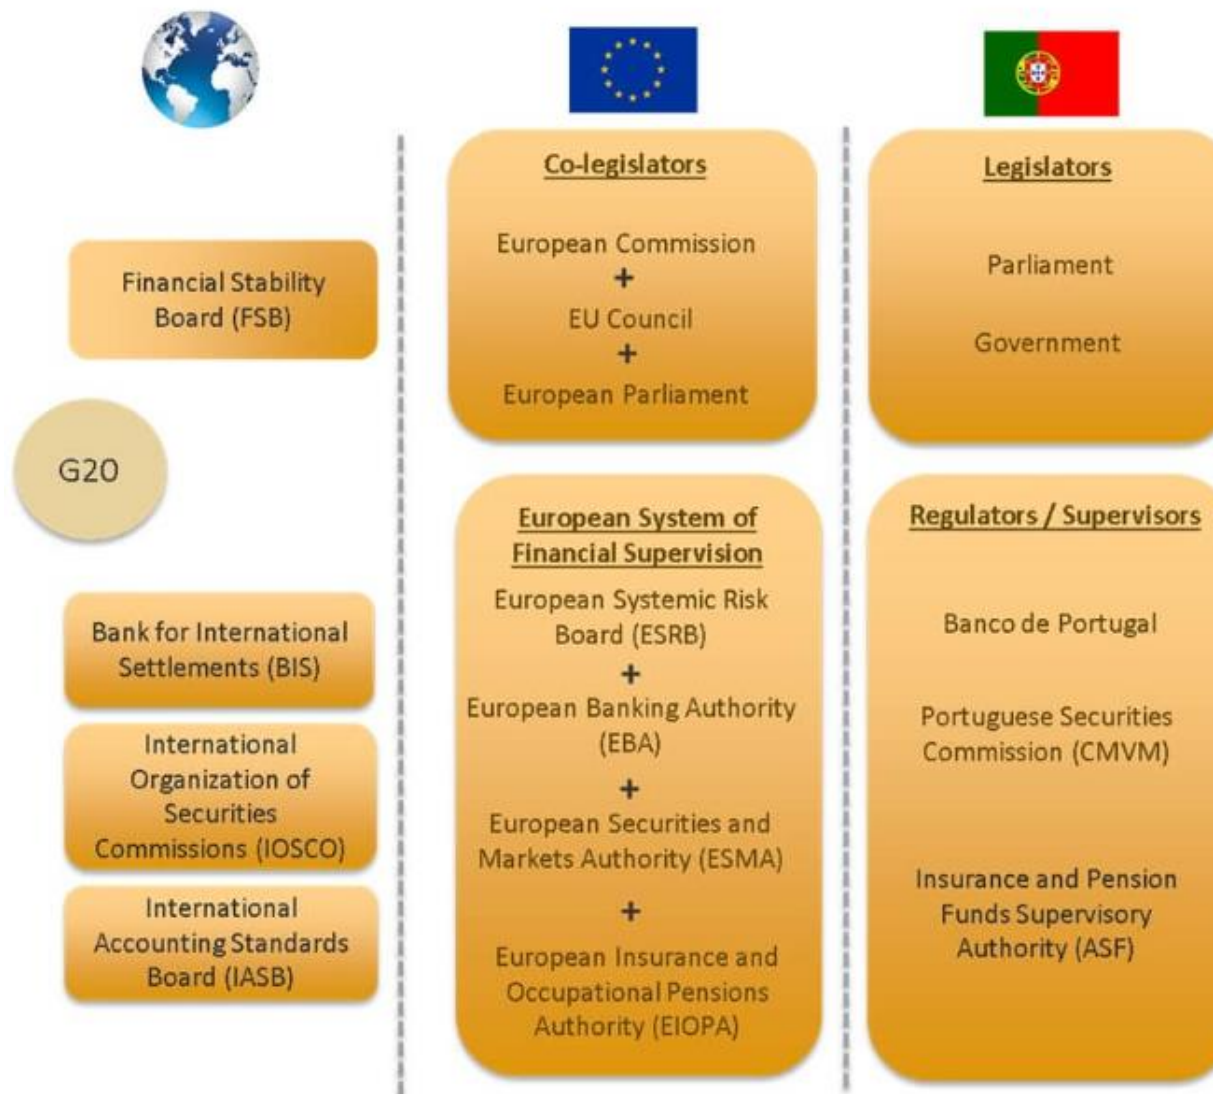 Financial Stability
Board (FSB)
G20
Bank for International
Settlements (BIS)
International
Organization of
Securities
Commissions (IOSCO)
International
Accounting Standards
Board (IASB)
Co-legislators
European Commission
+
EU Council
+
European Parliament
European System of
Financial Supervision
European Systemic Risk
Board (ESRB)
+
European Banking Authority
(EBA)
+
European Securities and
Markets Authority (ESMA)
+
European Insurance and
Occupational Pensions
Authority (EIOPA)
Legislators
Parliament
Government
Regulators / Supervisors
Banco de Portugal
Portuguese Securities
Commission (CMVM)
Insurance and Pension
Funds Supervisory
Authority (ASF)